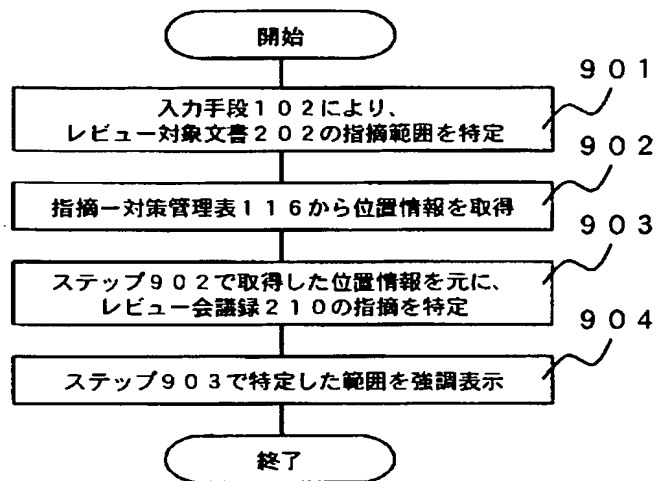 開始
901
入力手段102により、
レビュー対象文書202の指摘範囲を特定
902
指摘ー対策管理表116から位置情報を取得
903
ステップ902で取得した位置情報を元に、
レビュー会議録210の指摘を特定
904
ステップ903で特定した範囲を強調表示
終了